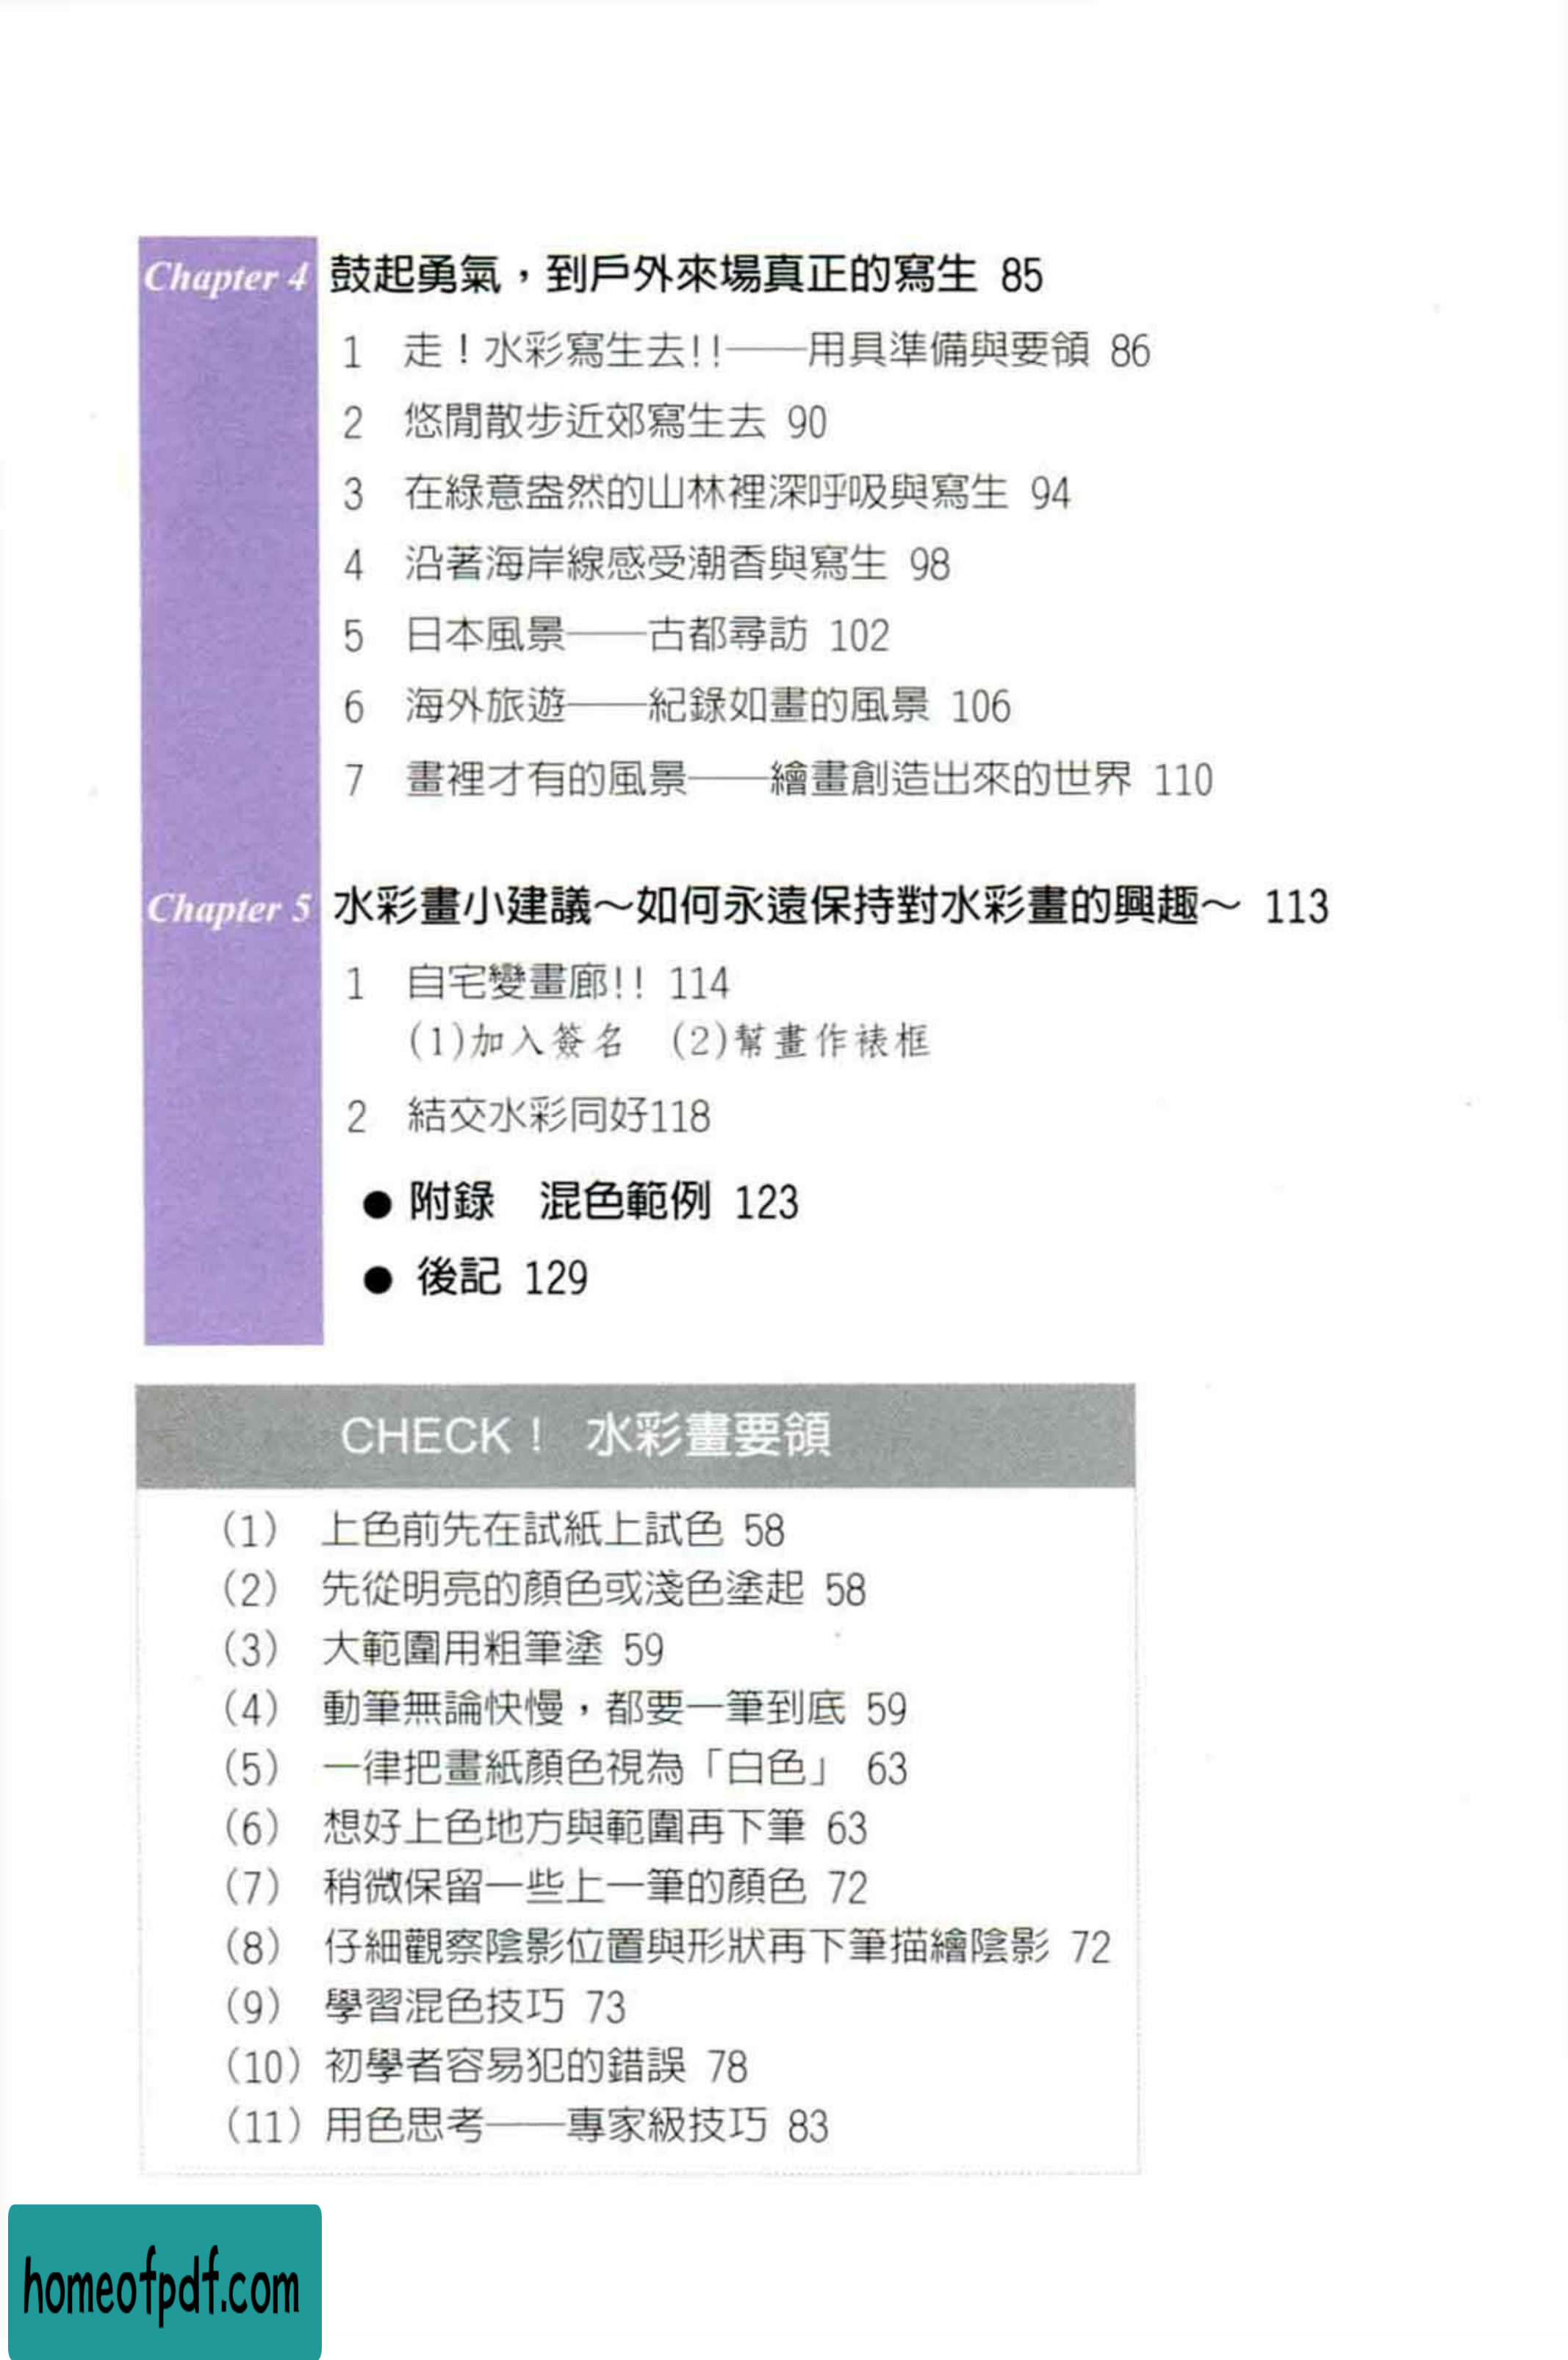 Chapter 4 鼓起勇氣，到戶外來場真正的寫生 85
1 走！水彩寫生去!!——用具準備與要領 86
2 悠閒散步近郊寫生去 90
3 在綠意盎然的山林裡深呼吸與寫生 94
4 沿著海岸線感受潮香與寫生 98
5 日本風景——古都尋訪 102
6 海外旅遊——紀錄如畫的風景 106
7 畫裡才有的風景——繪畫創造出來的世界 110
Chapter 5 水彩畫小建議～如何永遠保持對水彩畫的興趣～ 113
1 自宅變畫廊!! 114
(1)加入簽名 (2)幫畫作裱框
2 結交水彩同好118
● 附錄 混色範例 123
● 後記 129
CHECK！ 水彩畫要領
(1) 上色前先在試紙上試色 58
(2) 先從明亮的顏色或淺色塗起 58
(3) 大範圍用粗筆塗 59
(4) 動筆無論快慢，都要一筆到底 59
(5) 一律把畫紙顏色視為「白色」 63
(6) 想好上色地方與範圍再下筆 63
(7) 稍微保留一些上一筆的顏色 72
(8) 仔細觀察陰影位置與形狀再下筆描繪陰影 72
(9) 學習混色技巧 73
(10) 初學者容易犯的錯誤 78
(11) 用色思考——專家級技巧 83
homeofpdf.com